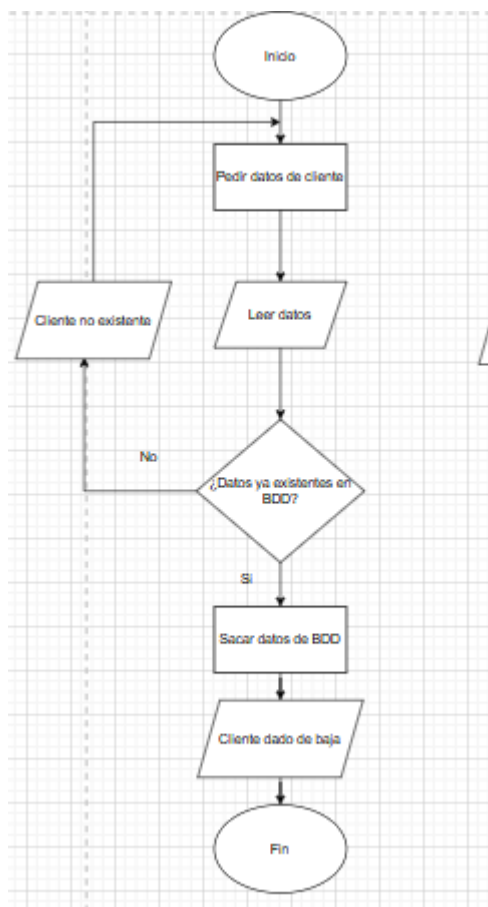 Inicio
Pedir datos de cliente
Cliente no existente
Leer datos
No
¿Datos ya existentes en
BDD?
Si
Sacar datos de BDD
Cliente dado de baja
Fin